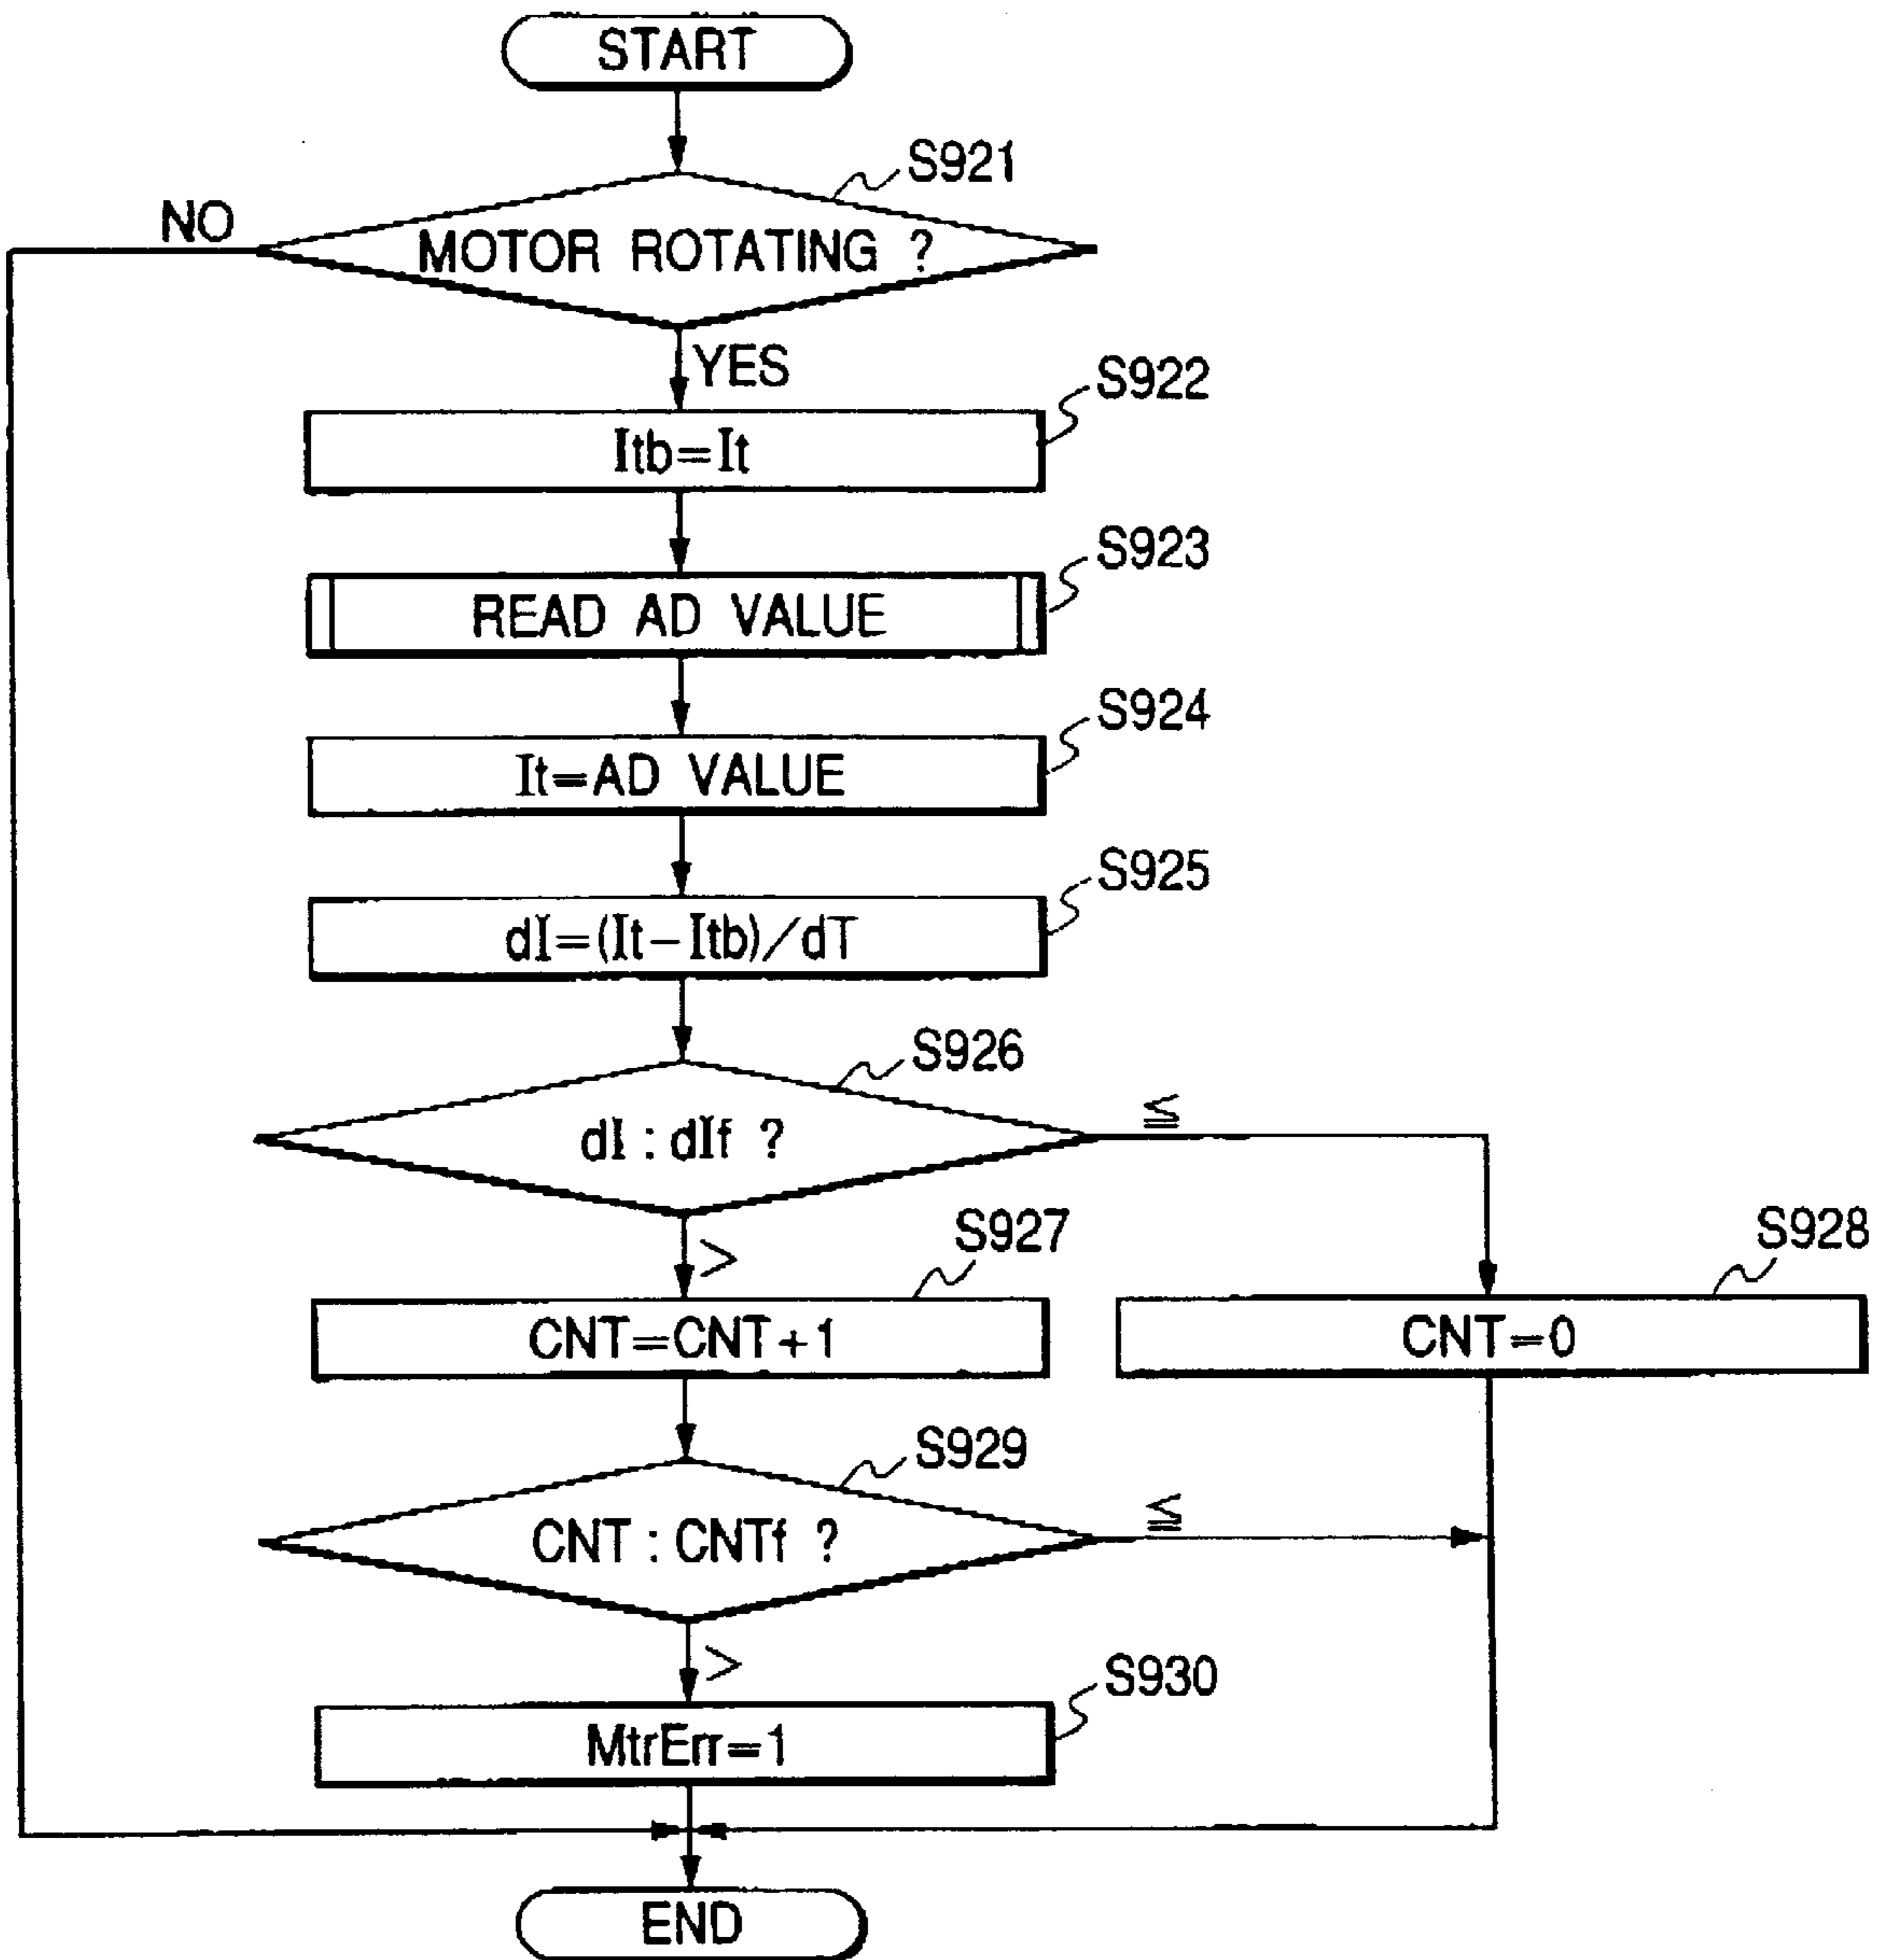 START
S921
NO
MOTOR ROTATING ?
YES
S922
Itb=It
S923
READ AD VALUE
S924
It=AD VALUE
S925
dI=(It-Itb)/dT
S926
dI : dIf ?
≦
>
S927
S928
CNT=CNT+1
CNT=0
S929
CNT : CNTf ?
≦
>
S930
MtrErr=1
END